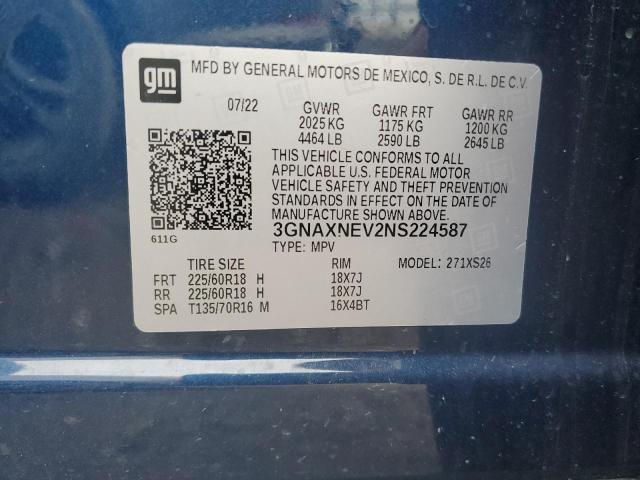 gm
MFD BY GENERAL MOTORS DE MEXICO, S. DE R.L. DE C.V.
07/22 GVWR GAWR FRT GAWR RR
2025 KG 1175 KG 1200 KG
4464 LB 2590 LB 2645 LB
THIS VEHICLE CONFORMS TO ALL
APPLICABLE U.S. FEDERAL MOTOR
VEHICLE SAFETY AND THEFT PREVENTION
STANDARDS IN EFFECT ON THE DATE OF
MANUFACTURE SHOWN ABOVE.
611G
3GNAXNEV2NS224587
TYPE: MPV
MODEL: 271XS26
TIRE SIZE RIM
FRT 225/60R18 H 18X7J
RR 225/60R18 H 18X7J
SPA T135/70R16 M 16X4BT